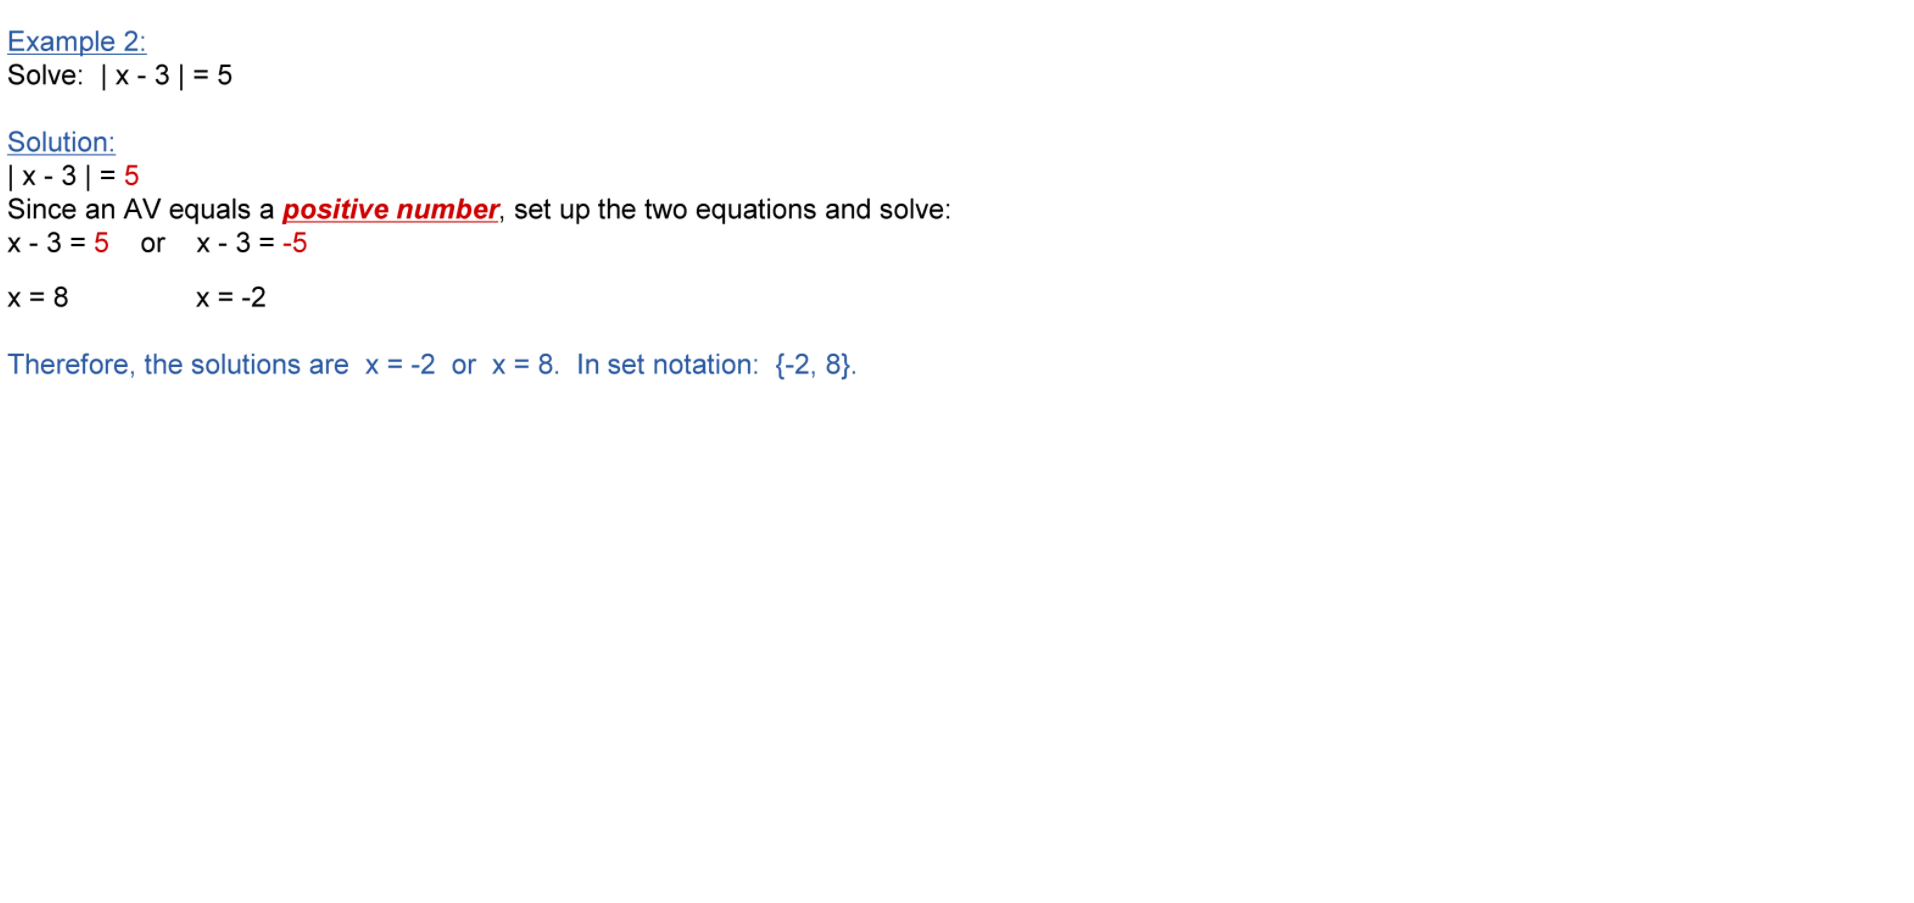 Example 2:
Solve:  | x - 3 | = 5
Solution:
| x - 3 | = 5
Since an AV equals a positive number, set up the two equations and solve:
x - 3 = 5    or    x - 3 = -5
x = 8                x = -2
Therefore, the solutions are  x = -2  or  x = 8.  In set notation:  {-2, 8}.